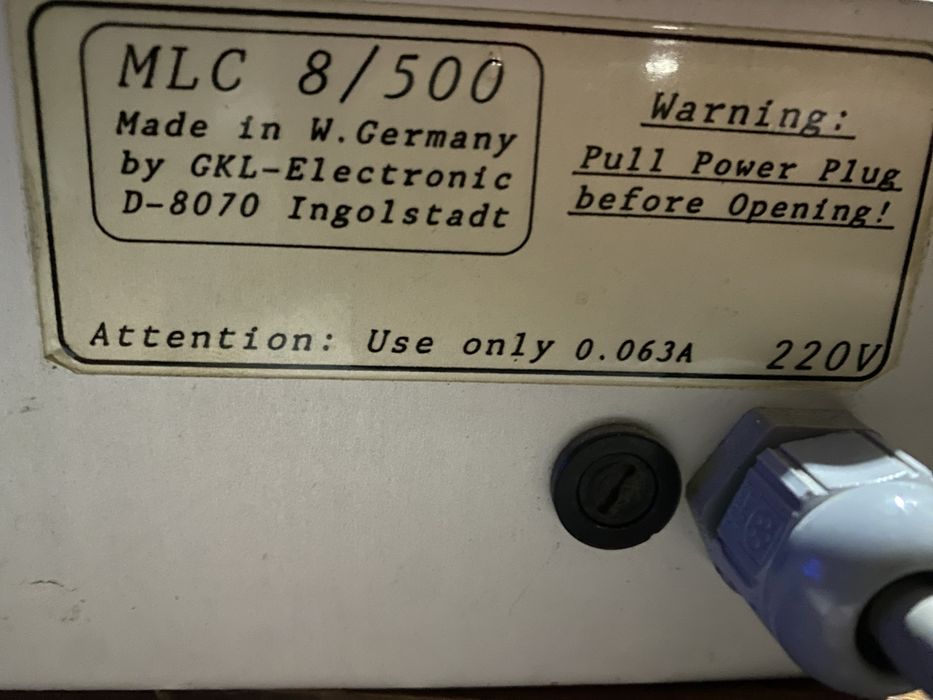 MLC 8/500
Made in W.Germany
by GKL-Electronic
D-8070 Ingolstadt
Warning:
Pull Power Plug
before Opening!
Attention: Use only 0.063A 220V